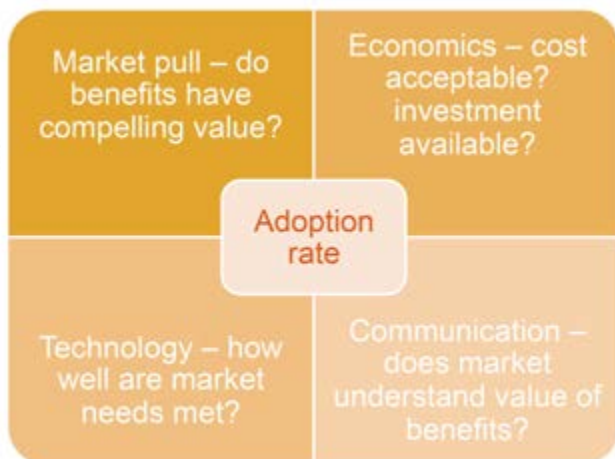 Market pull – do
benefits have
compelling value?
Economics – cost
acceptable?
investment
available?
Adoption
rate
Technology – how
well are market
needs met?
Communication –
does market
understand value of
benefits?